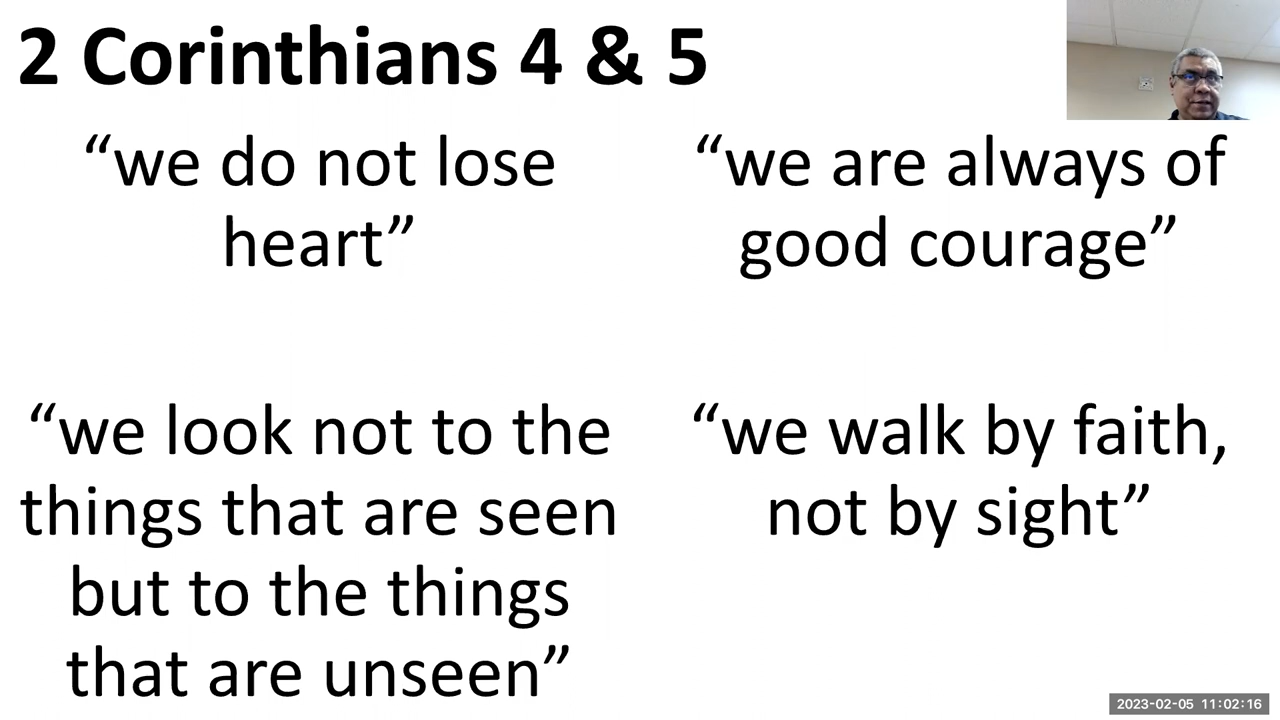 2 Corinthians 4 & 5
“we do not lose
heart”
“we are always of
good courage”
“we look not to the
things that are seen
but to the things
that are unseen”
“we walk by faith,
not by sight”
2023-02-05 11:02:16